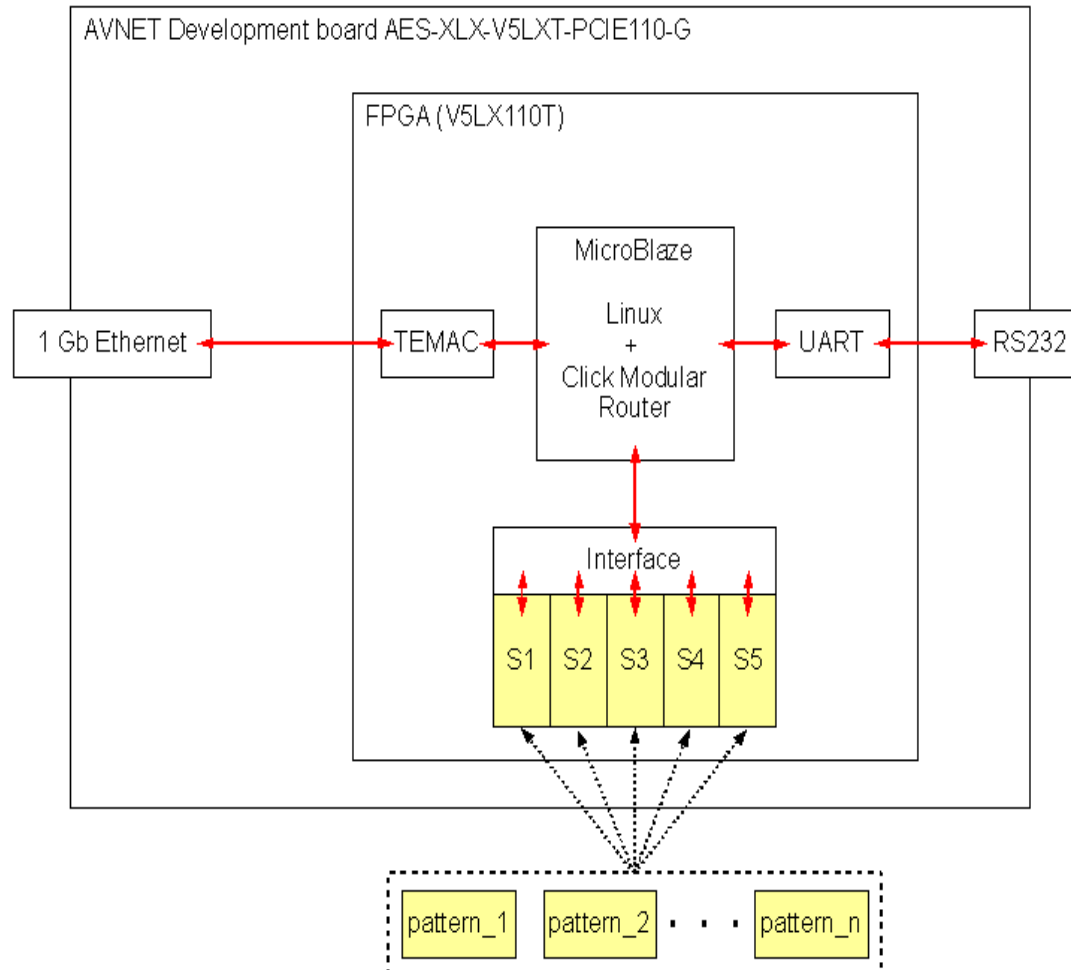 AVNET Development board AES-XLX-V5LXT-PCIE110-G
FPGA (V5LX110T)
MicroBlaze
Linux
+
Click Modular
Router
1 Gb Ethernet
TEMAC
UART
RS232
Interface
S1
S2
S3
S4
S5
pattern_1
pattern_2
. . .
pattern_n